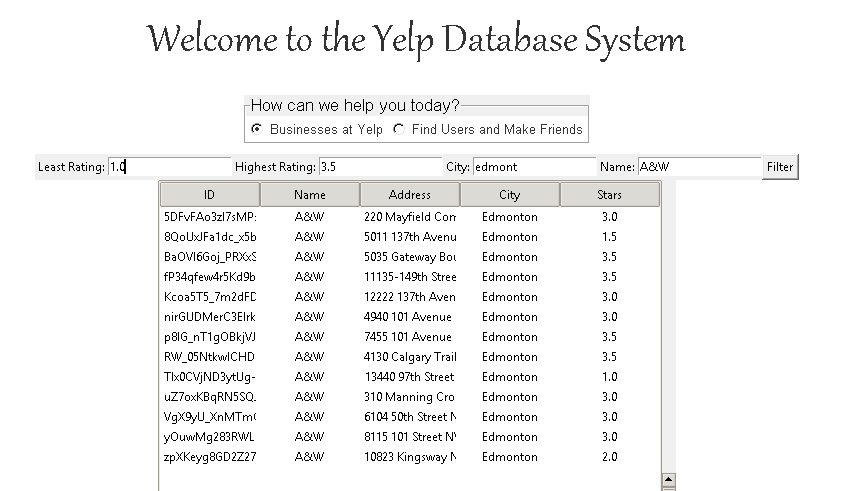 Welcome to the Yelp Database System
How can we help you today?
Businesses at Yelp Find Users and Make Friends
Least Rating: 1.0 Highest Rating: 3.5 City: edmont Name: A&W Filter
ID Name Address City Stars
5DFvFAo3zl7sMP: A&W 220 Mayfield Com Edmonton 3.0
8QoUxJFa1dc_x5b A&W 5011 137th Avenu Edmonton 1.5
BaOVl6Goj_PRXxS A&W 5035 Gateway Bou Edmonton 3.5
fP34qfew4r5Kd9b A&W 11135-149th Stree Edmonton 3.5
Kcoa5T5_7m2dFD A&W 12222 137th Aven Edmonton 3.0
nirGUDMerC3Elrk A&W 4940 101 Avenue Edmonton 3.0
p8lG_nT1gOBkjVJ A&W 7455 101 Avenue Edmonton 3.5
RW_05NtkwlCHD A&W 4130 Calgary Trail Edmonton 3.5
Tlx0CVjND3ytUg- A&W 13440 97th Street Edmonton 1.0
uZ7oxKBqRN5SQ. A&W 310 Manning Cro Edmonton 3.0
VgX9yU_XnMTm( A&W 6104 50th Street N Edmonton 3.0
yOuwMg283RWL A&W 8115 101 Street N Edmonton 3.0
zpXKeyg8GD2Z27 A&W 10823 Kingsway N Edmonton 2.0